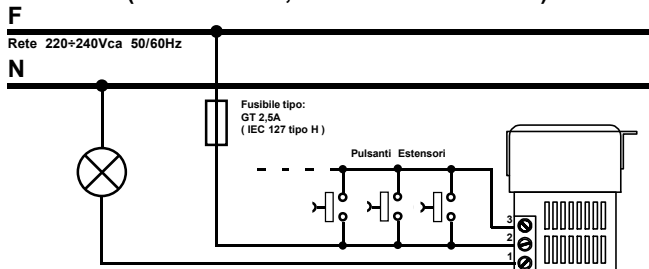 F
Rete 220÷240Vca 50/60Hz
N
Fusibile tipo:
GT 2,5A
( IEC 127 tipo H )
Pulsanti Estensori
3
2
1